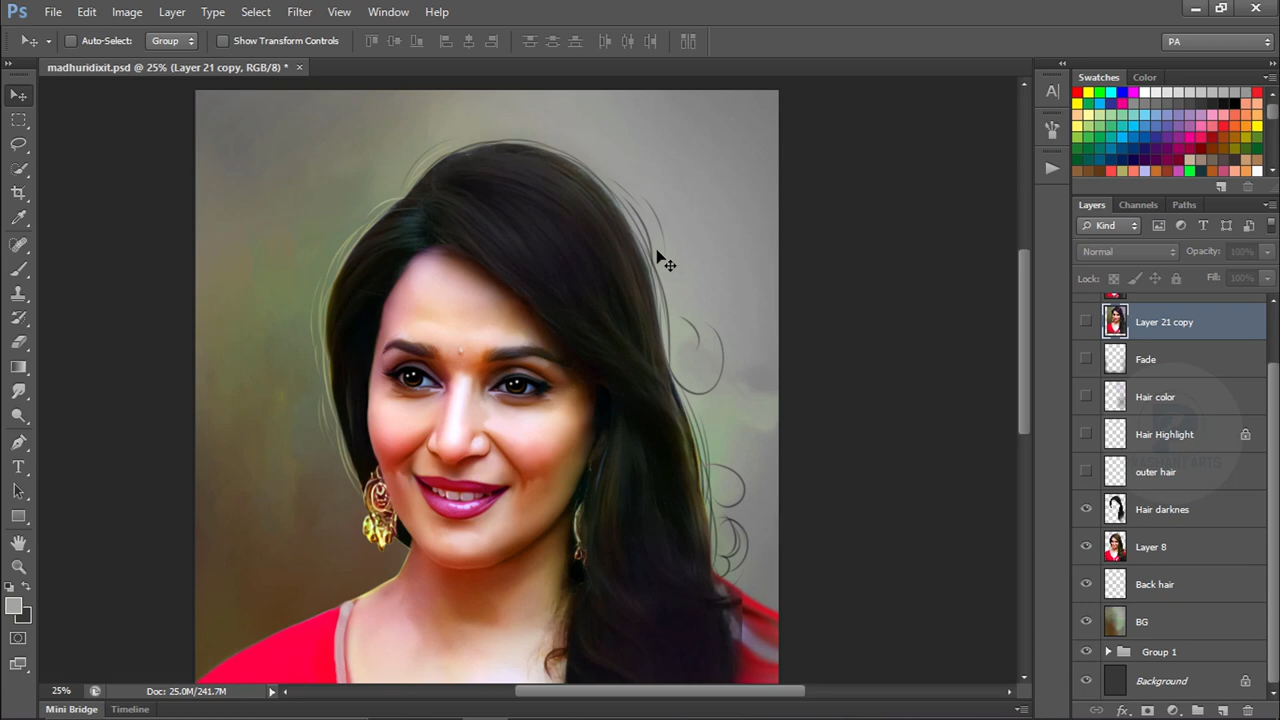 Ps File Edit Image Layer Type Select Filter View Window Help
Auto-Select: Group Show Transform Controls PA
madhuridixit.psd @ 25% (Layer 21 copy, RGB/8) * ×
Swatches Color
Layers Channels Paths
Kind
Normal Opacity: 100%
Lock: Fill: 100%
Layer 21 copy
Fade
Hair color
Hair Highlight
outer hair
Hair darknes
Layer 8
Back hair
BG
Group 1
Background
25% Doc: 25.0M/241.7M
Mini Bridge Timeline